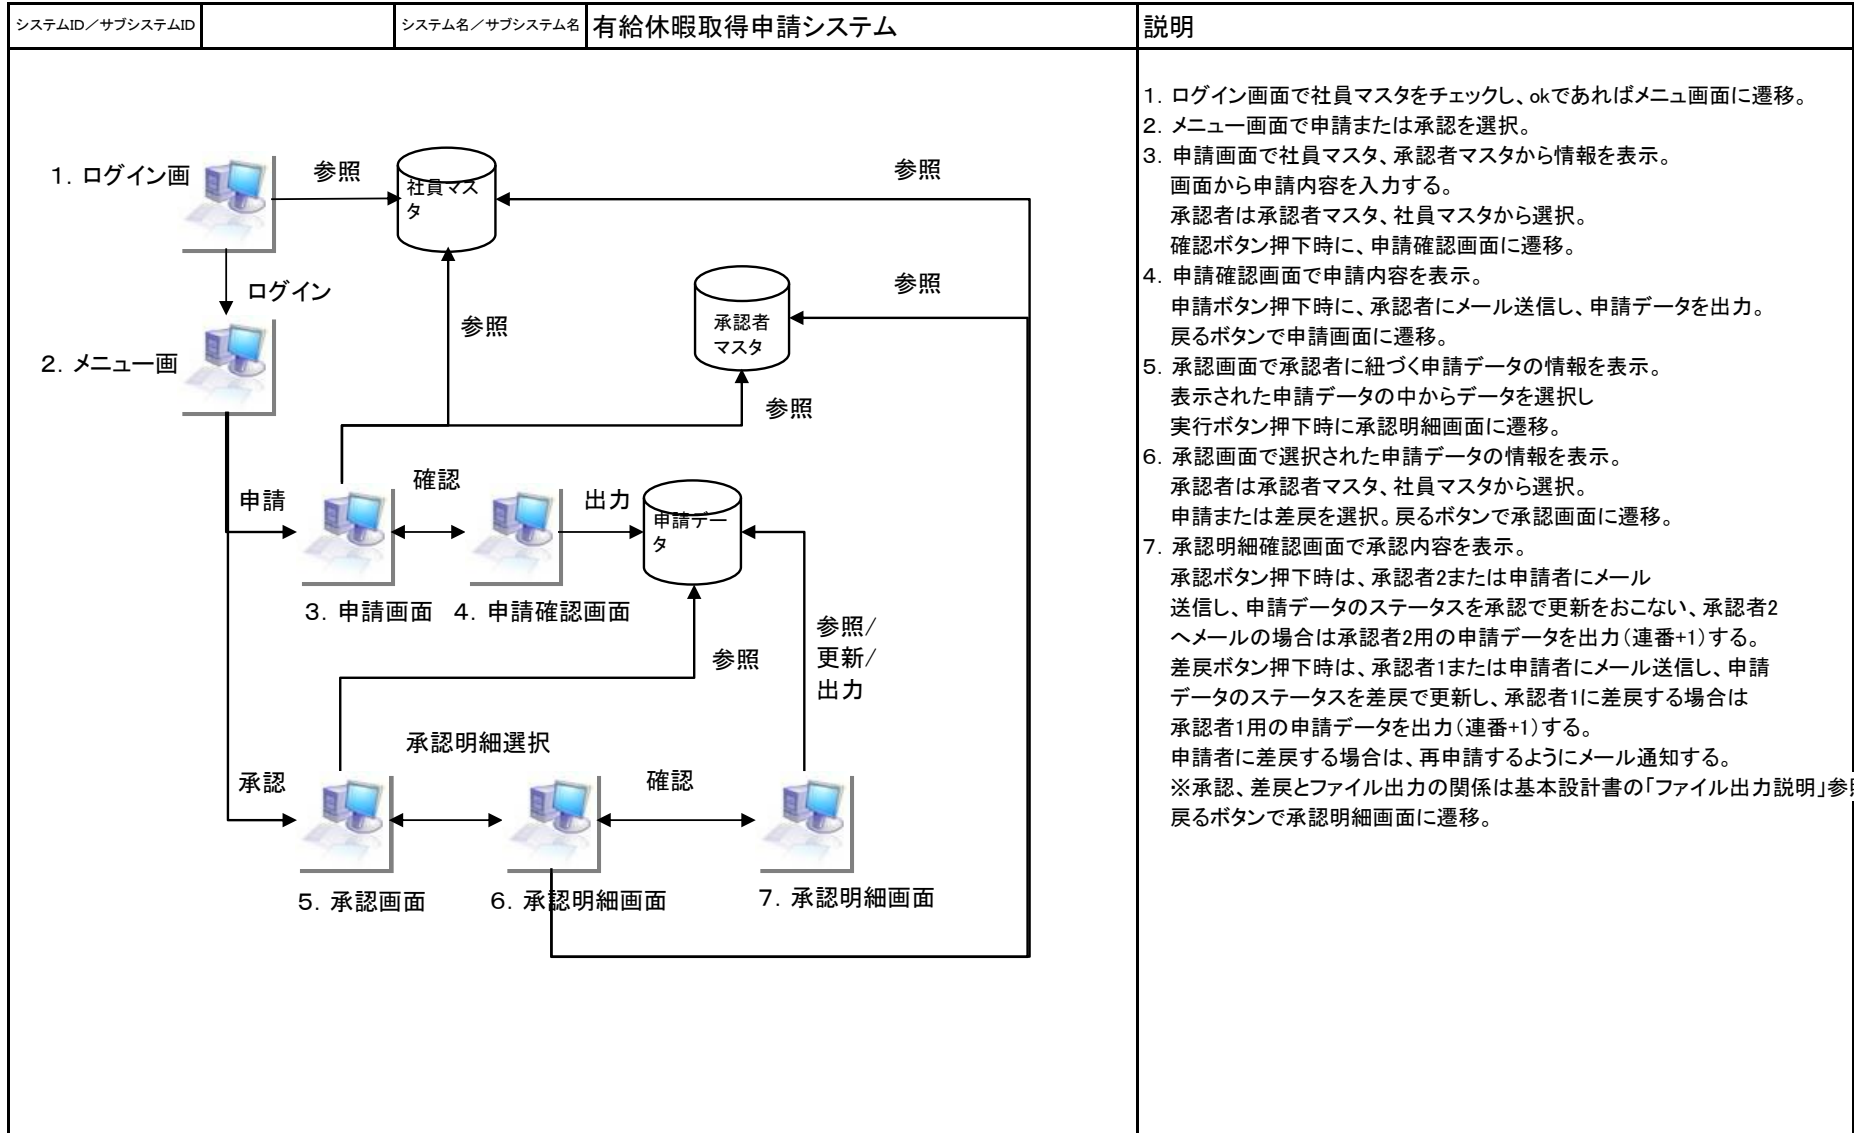 システムID／サブシステムID
システム名／サブシステム名
有給休暇取得申請システム
説明
1．ログイン画
参照
社員マス
タ
参照
ログイン
参照
参照
承認者
マスタ
2．メニュー画
参照
確認
申請
出力
申請デー
タ
3．申請画面
4．申請確認画面
参照/
更新/
出力
参照
承認明細選択
承認
確認
5．承認画面
6．承認明細画面
7．承認明細画面
1．ログイン画面で社員マスタをチェックし、okであればメニュ画面に遷移。
2．メニュー画面で申請または承認を選択。
3．申請画面で社員マスタ、承認者マスタから情報を表示。
画面から申請内容を入力する。
承認者は承認者マスタ、社員マスタから選択。
確認ボタン押下時に、申請確認画面に遷移。
4．申請確認画面で申請内容を表示。
申請ボタン押下時に、承認者にメール送信し、申請データを出力。
戻るボタンで申請画面に遷移。
5．承認画面で承認者に紐づく申請データの情報を表示。
表示された申請データの中からデータを選択し
実行ボタン押下時に承認明細画面に遷移。
6．承認画面で選択された申請データの情報を表示。
承認者は承認者マスタ、社員マスタから選択。
申請または差戻を選択。戻るボタンで承認画面に遷移。
7．承認明細確認画面で承認内容を表示。
承認ボタン押下時は、承認者2または申請者にメール
送信し、申請データのステータスを承認で更新をおこない、承認者2
へメールの場合は承認者2用の申請データを出力（連番+1）する。
差戻ボタン押下時は、承認者1または申請者にメール送信し、申請
データのステータスを差戻で更新し、承認者1に差戻する場合は
承認者1用の申請データを出力（連番+1）する。
申請者に差戻する場合は、再申請するようにメール通知する。
※承認、差戻とファイル出力の関係は基本設計書の「ファイル出力説明」参
戻るボタンで承認明細画面に遷移。